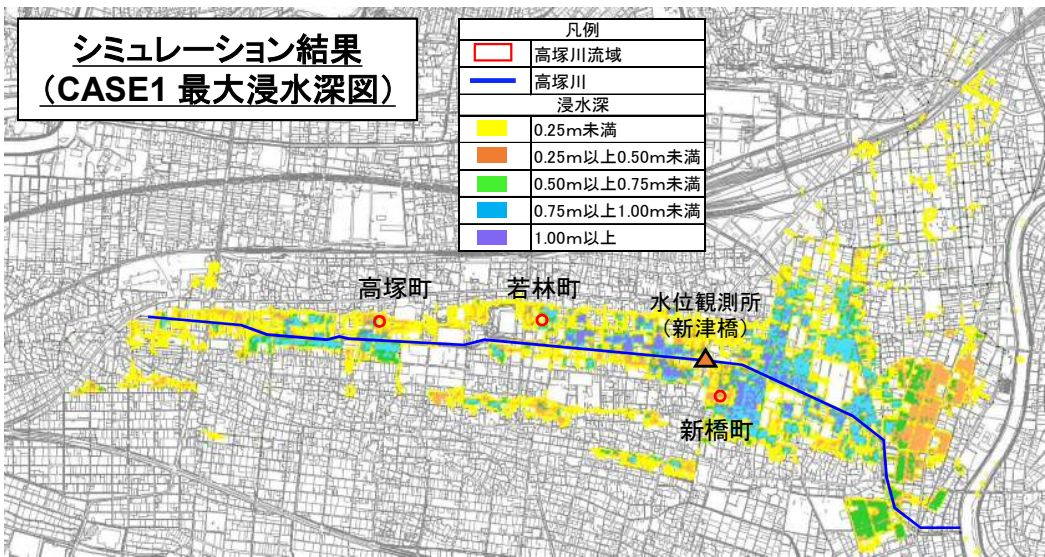 シミュレーション結果
（CASE1 最大浸水深図）
凡例
高塚川流域
高塚川
浸水深
0.25m未満
0.25m以上0.50m未満
0.50m以上0.75m未満
0.75m以上1.00m未満
1.00m以上
高塚町
若林町
水位観測所
（新津橋）
新橋町